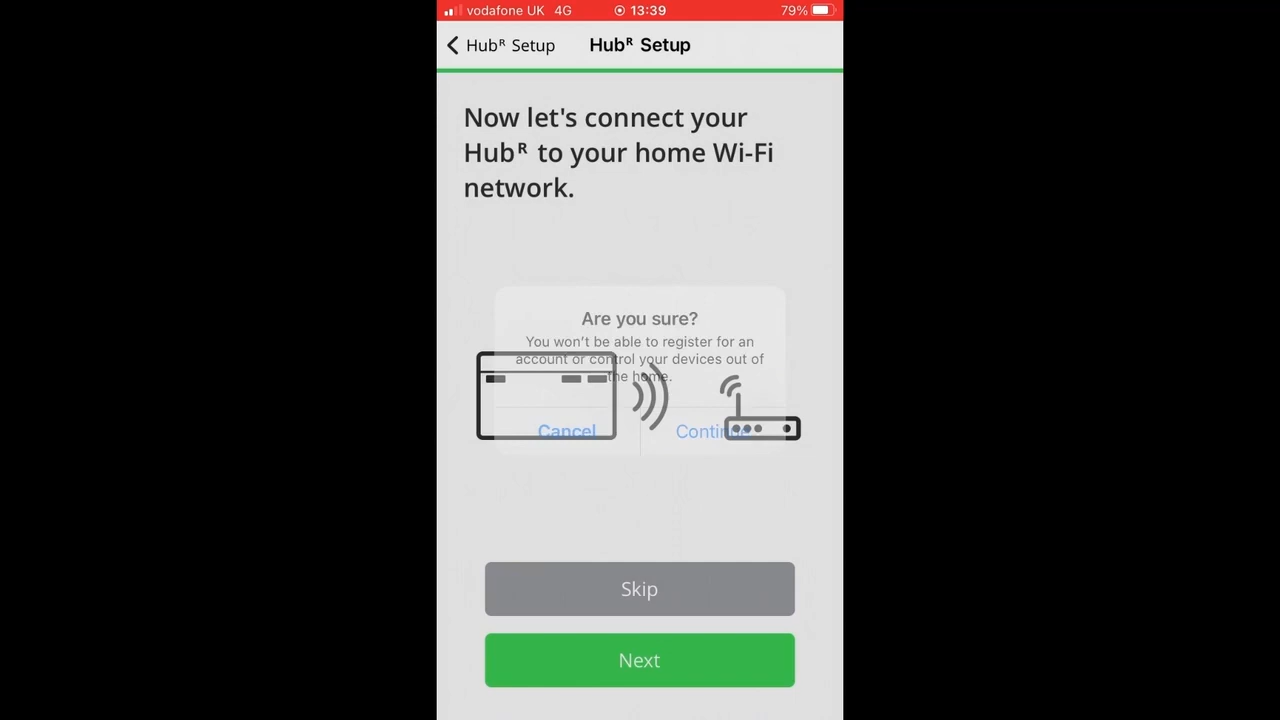 vodafone UK 4G 13:39 79%
Hubᴿ Setup Hubᴿ Setup
Now let's connect your
Hubᴿ to your home Wi-Fi
network.
Are you sure?
You won’t be able to register for an
account or control your devices out of
the home.
Cancel Continue
Skip
Next